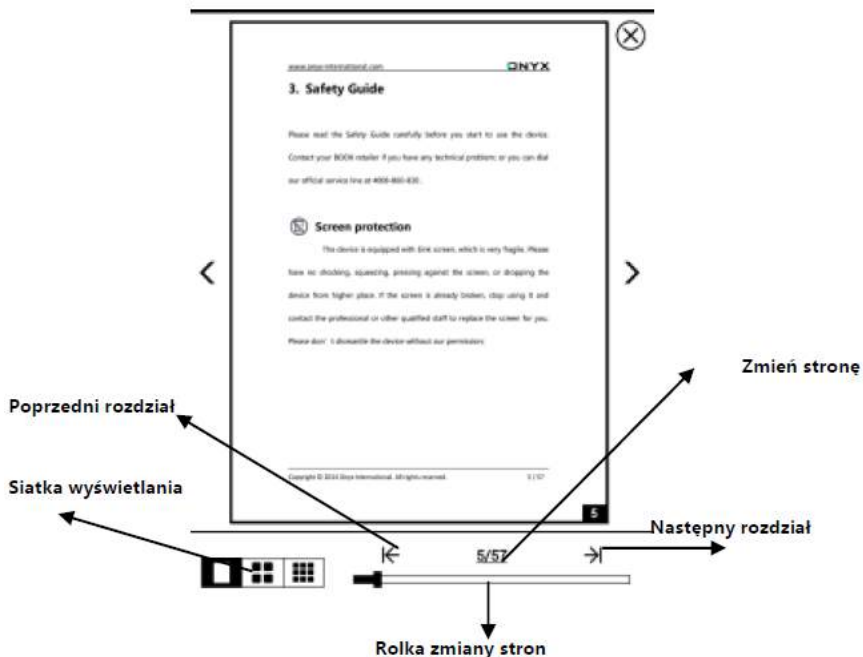 www.onyx-international.com ONYX
3. Safety Guide
Please read the Safety Guide carefully before you start to use the device.
Contact your BOOX retailer if you have any technical problem; or you can dial
our official service line at 4000-860-830.
Screen protection
The device is equipped with Eink screen, which is very fragile. Please
have no shocking, squeezing, pressing against the screen, or dropping the
device from higher place. If the screen is already broken, stop using it and
contact the professional or other qualified staff to replace the screen for you.
Please don't dismantle the device without our permission;
Zmień stronę
Poprzedni rozdział
Siatka wyświetlania
Copyright © 2014 Onyx International. All rights reserved. 5 / 57
5
Następny rozdział
5/57
Rolka zmiany stron